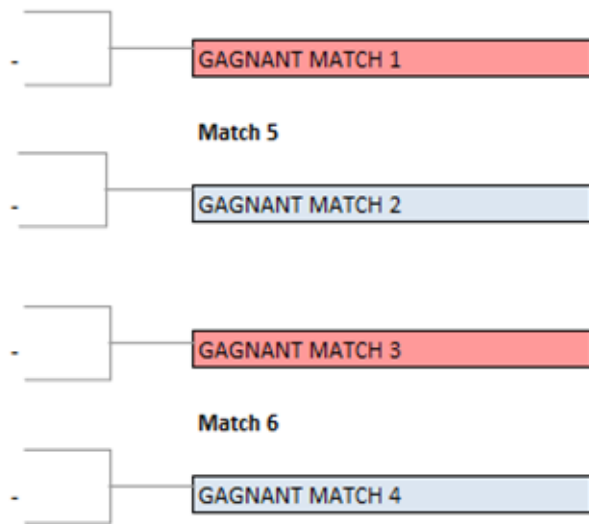 -
GAGNANT MATCH 1
Match 5
-
GAGNANT MATCH 2
-
GAGNANT MATCH 3
Match 6
-
GAGNANT MATCH 4